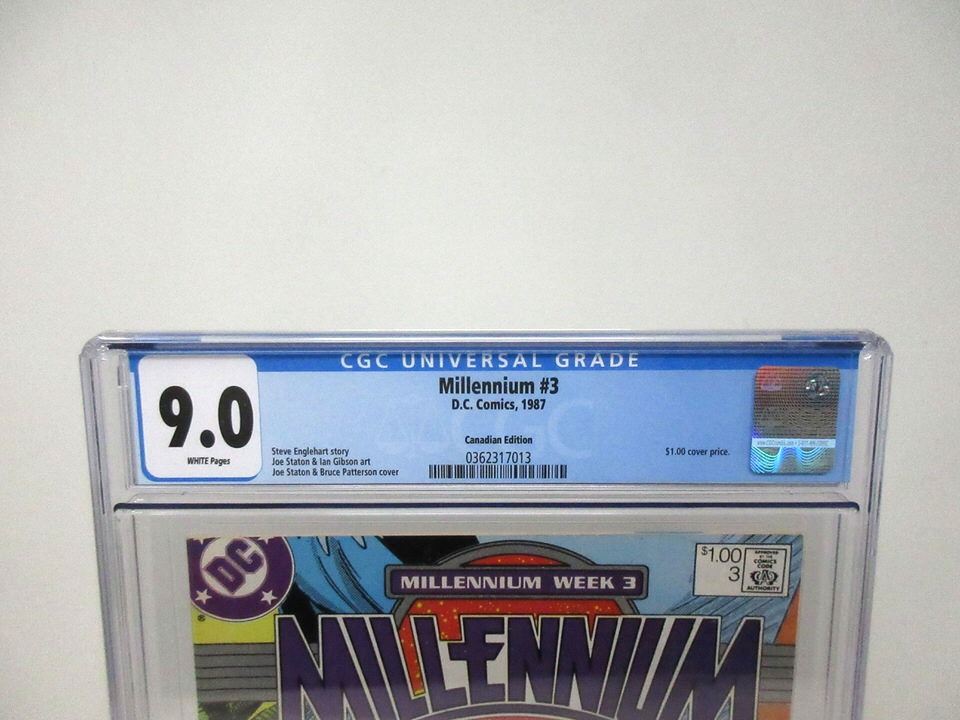 CGC UNIVERSAL GRADE
9.0
WHITE Pages
Millennium #3
D.C. Comics, 1987
Canadian Edition
0362317013
Steve Englehart story
Joe Staton & Ian Gibson art
Joe Staton & Bruce Patterson cover
$1.00 cover price.
CGC
DC
®
MILLENNIUM WEEK 3
$1.00
3
APPROVED
BY THE
COMICS
CODE
AUTHORITY
MILLENNIUM